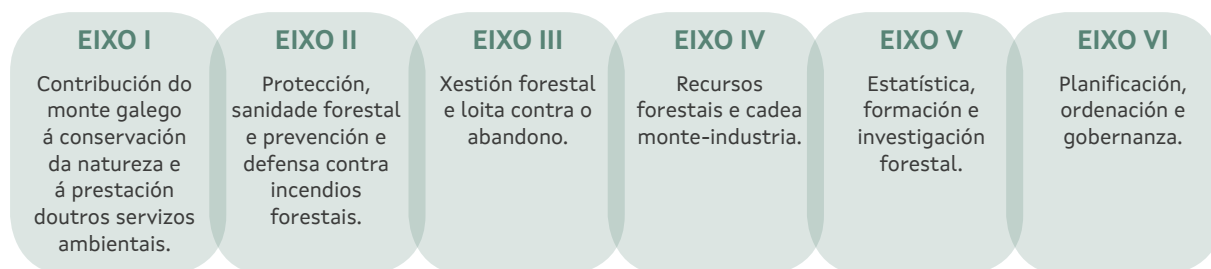 EIXO I
Contribución do
monte galego
á conservación
da natureza e
á prestación
doutros servizos
ambientais.
EIXO II
Protección,
sanidade forestal
e prevención e
defensa contra
incendios
forestais.
EIXO III
Xestión forestal
e loita contra o
abandono.
EIXO IV
Recursos
forestais e cadea
monte-industria.
EIXO V
Estatística,
formación e
investigación
forestal.
EIXO VI
Planificación,
ordenación e
gobernanza.